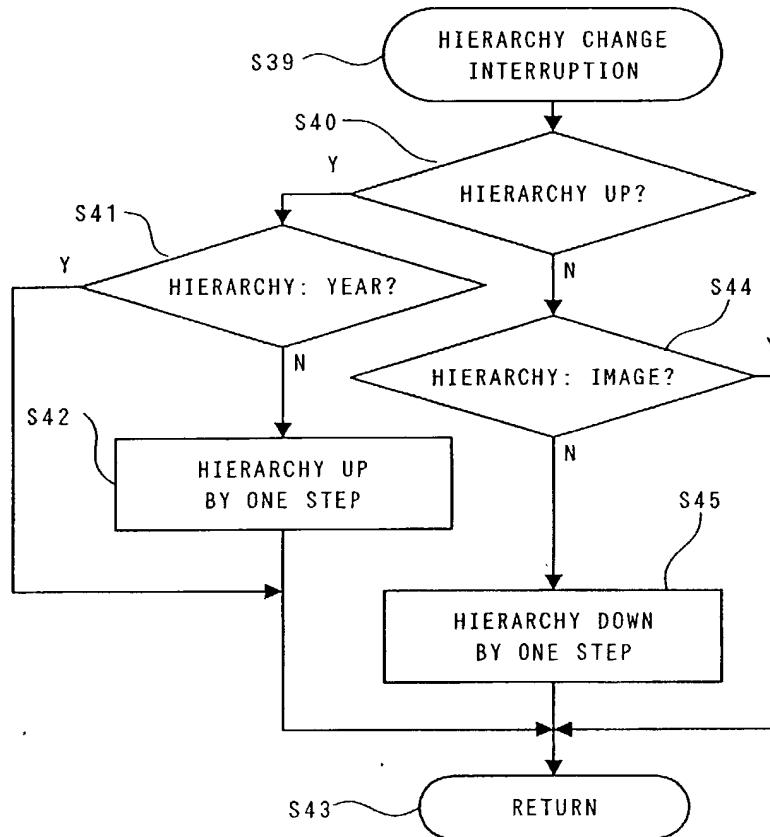 HIERARCHY CHANGE
INTERRUPTION
S39
S40
Y
HIERARCHY UP?
S41
N
Y
HIERARCHY: YEAR?
S44
N
HIERARCHY: IMAGE?
S42
N
HIERARCHY UP
BY ONE STEP
S45
HIERARCHY DOWN
BY ONE STEP
S43
RETURN